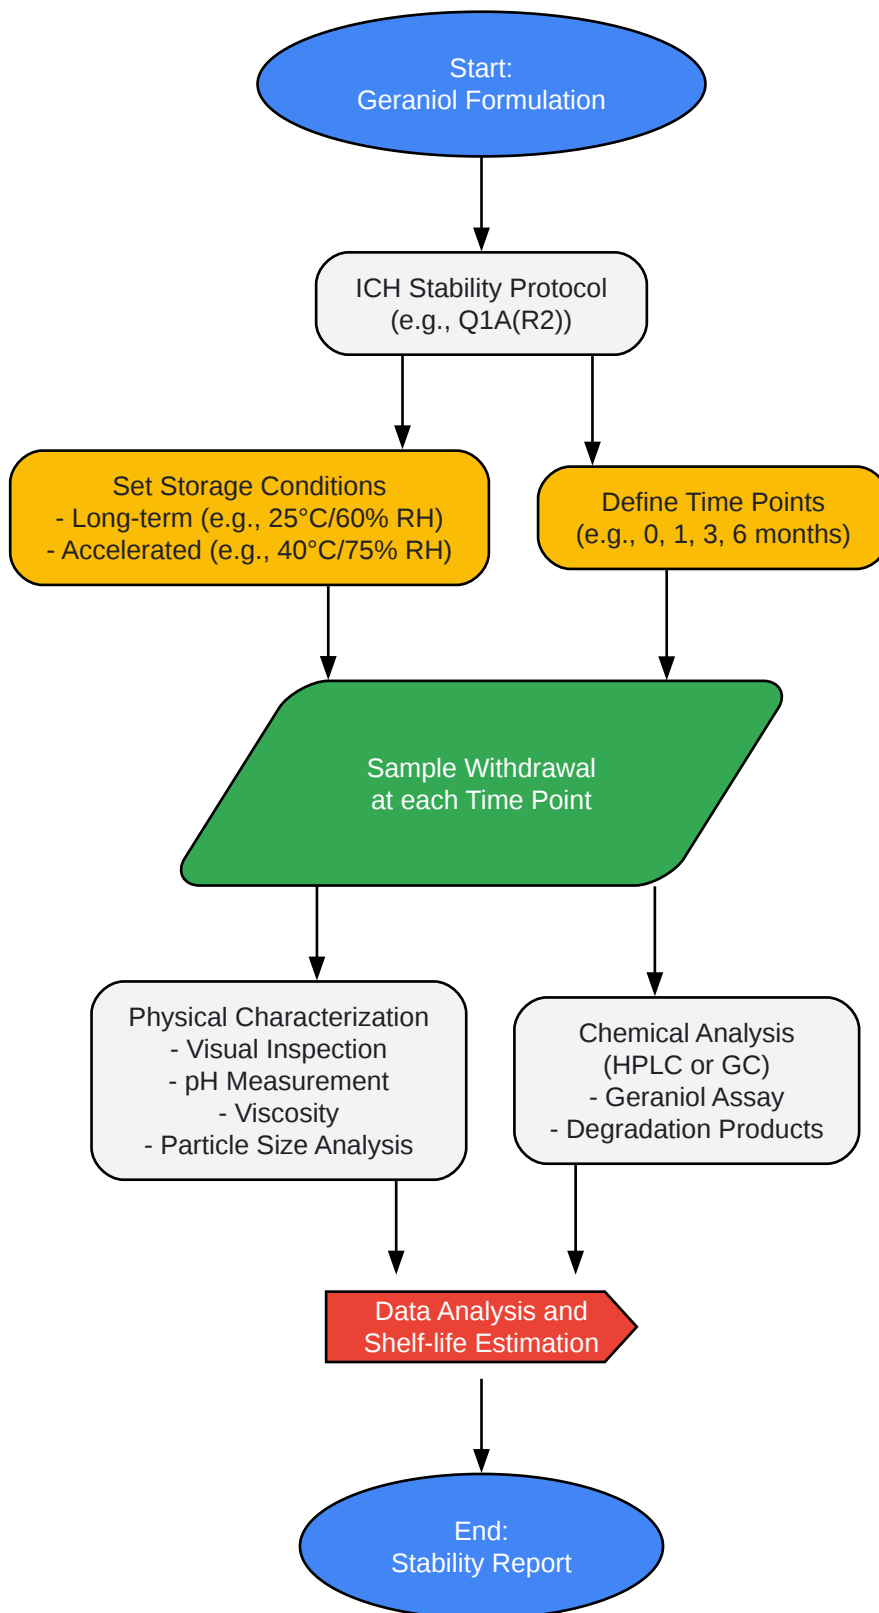 Start:
Geraniol Formulation
ICH Stability Protocol
(e.g., Q1A(R2))
Set Storage Conditions
- Long-term (e.g., 25°C/60% RH)
- Accelerated (e.g., 40°C/75% RH)
Define Time Points
(e.g., 0, 1, 3, 6 months)
Sample Withdrawal
at each Time Point
Physical Characterization
- Visual Inspection
- pH Measurement
- Viscosity
- Particle Size Analysis
Chemical Analysis
(HPLC or GC)
- Geraniol Assay
- Degradation Products
Data Analysis and
Shelf-life Estimation
End:
Stability Report